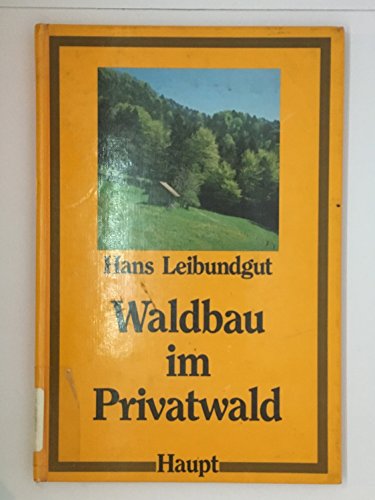 Hans Leibundgut
Waldbau
im
Privatwald
Haupt